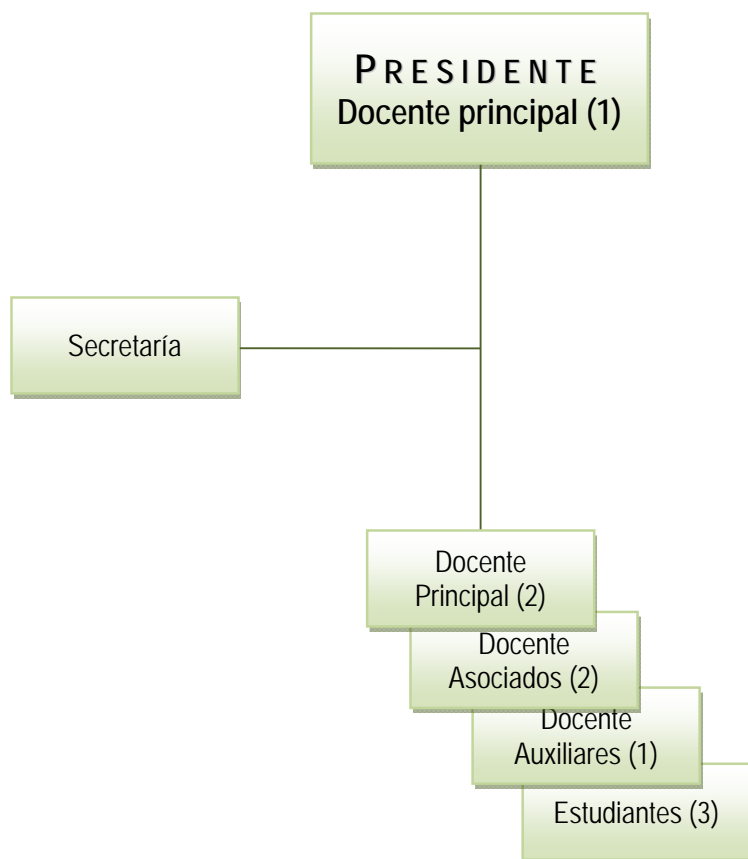 PRESIDENTE
Docente principal (1)
Secretaría
Docente
Principal (2)
Docente
Asociados (2)
Docente
Auxiliares (1)
Estudiantes (3)